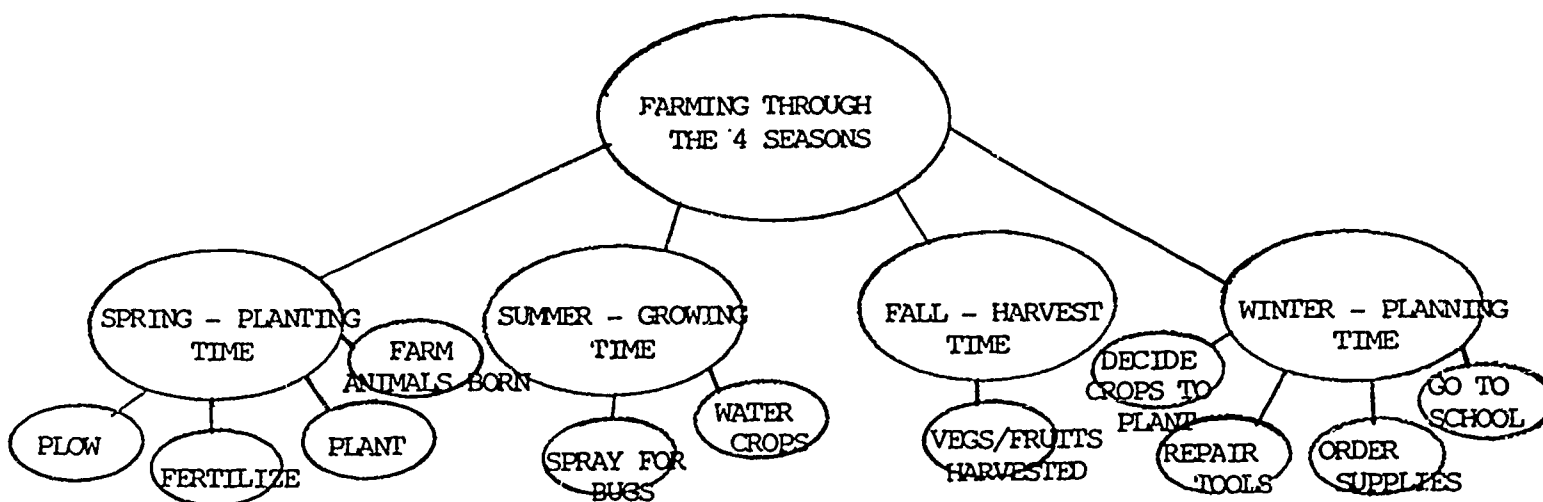 FARMING THROUGH
THE 4 SEASONS
SPRING - PLANTING
TIME
FARM
ANIMALS BORN
PLOW
FERTILIZE
PLANT
SUMMER - GROWING
TIME
SPRAY FOR
BUGS
WATER
CROPS
FALL - HARVEST
TIME
VEGS/FRUITS
HARVESTED
WINTER - PLANNING
TIME
DECIDE
CROPS TO
PLANT
REPAIR
TOOLS
ORDER
SUPPLIES
GO TO
SCHOOL